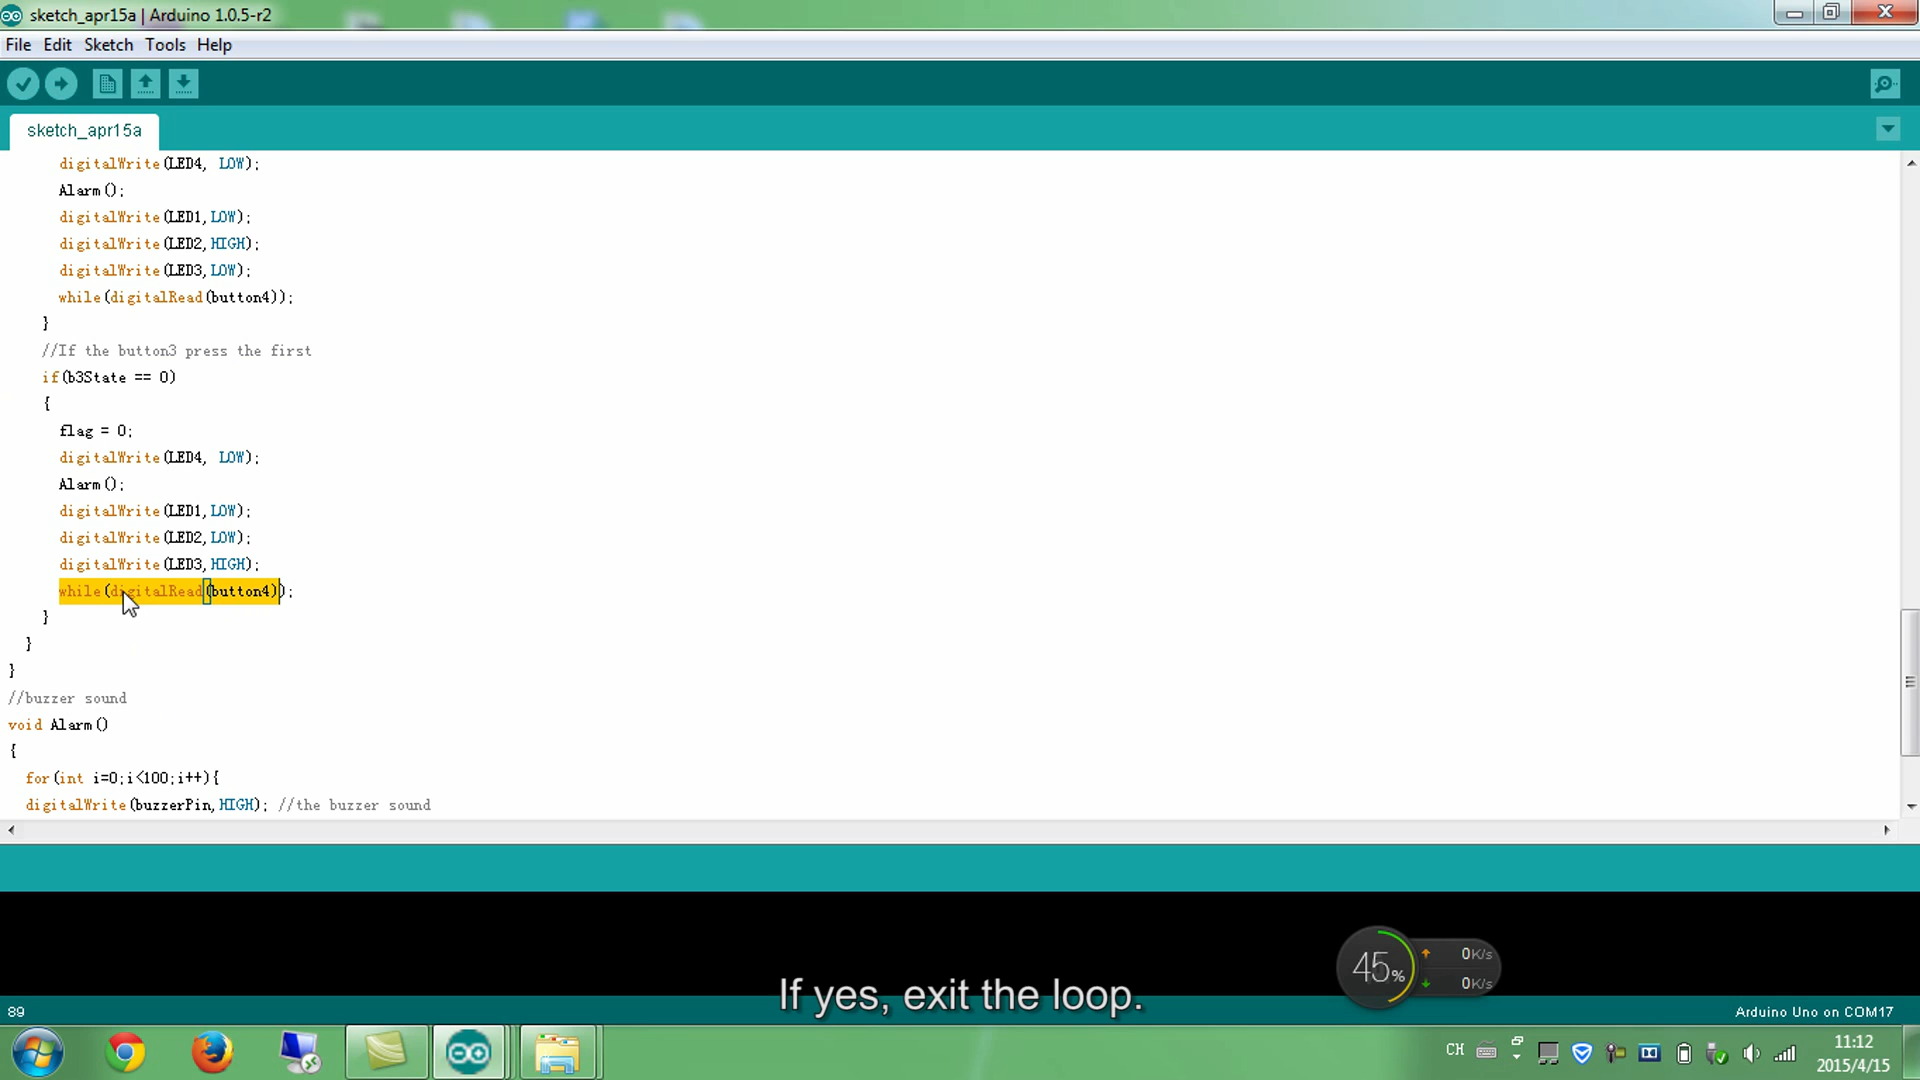 sketch_apr15a | Arduino 1.0.5-r2
File Edit Sketch Tools Help
sketch_apr15a
digitalWrite(LED4, LOW);
Alarm();
digitalWrite(LED1,LOW);
digitalWrite(LED2,HIGH);
digitalWrite(LED3,LOW);
while(digitalRead(button4));
}
//If the button3 press the first
if(b3State == 0)
{
flag = 0;
digitalWrite(LED4, LOW);
Alarm();
digitalWrite(LED1,LOW);
digitalWrite(LED2,LOW);
digitalWrite(LED3,HIGH);
while(digitalRead(button4));
}
}
}
//buzzer sound
void Alarm()
{
for(int i=0;i<100;i++){
digitalWrite(buzzerPin,HIGH); //the buzzer sound
45%
0K/s
0K/s
If yes, exit the loop.
89
Arduino Uno on COM17
CH
11:12
2015/4/15